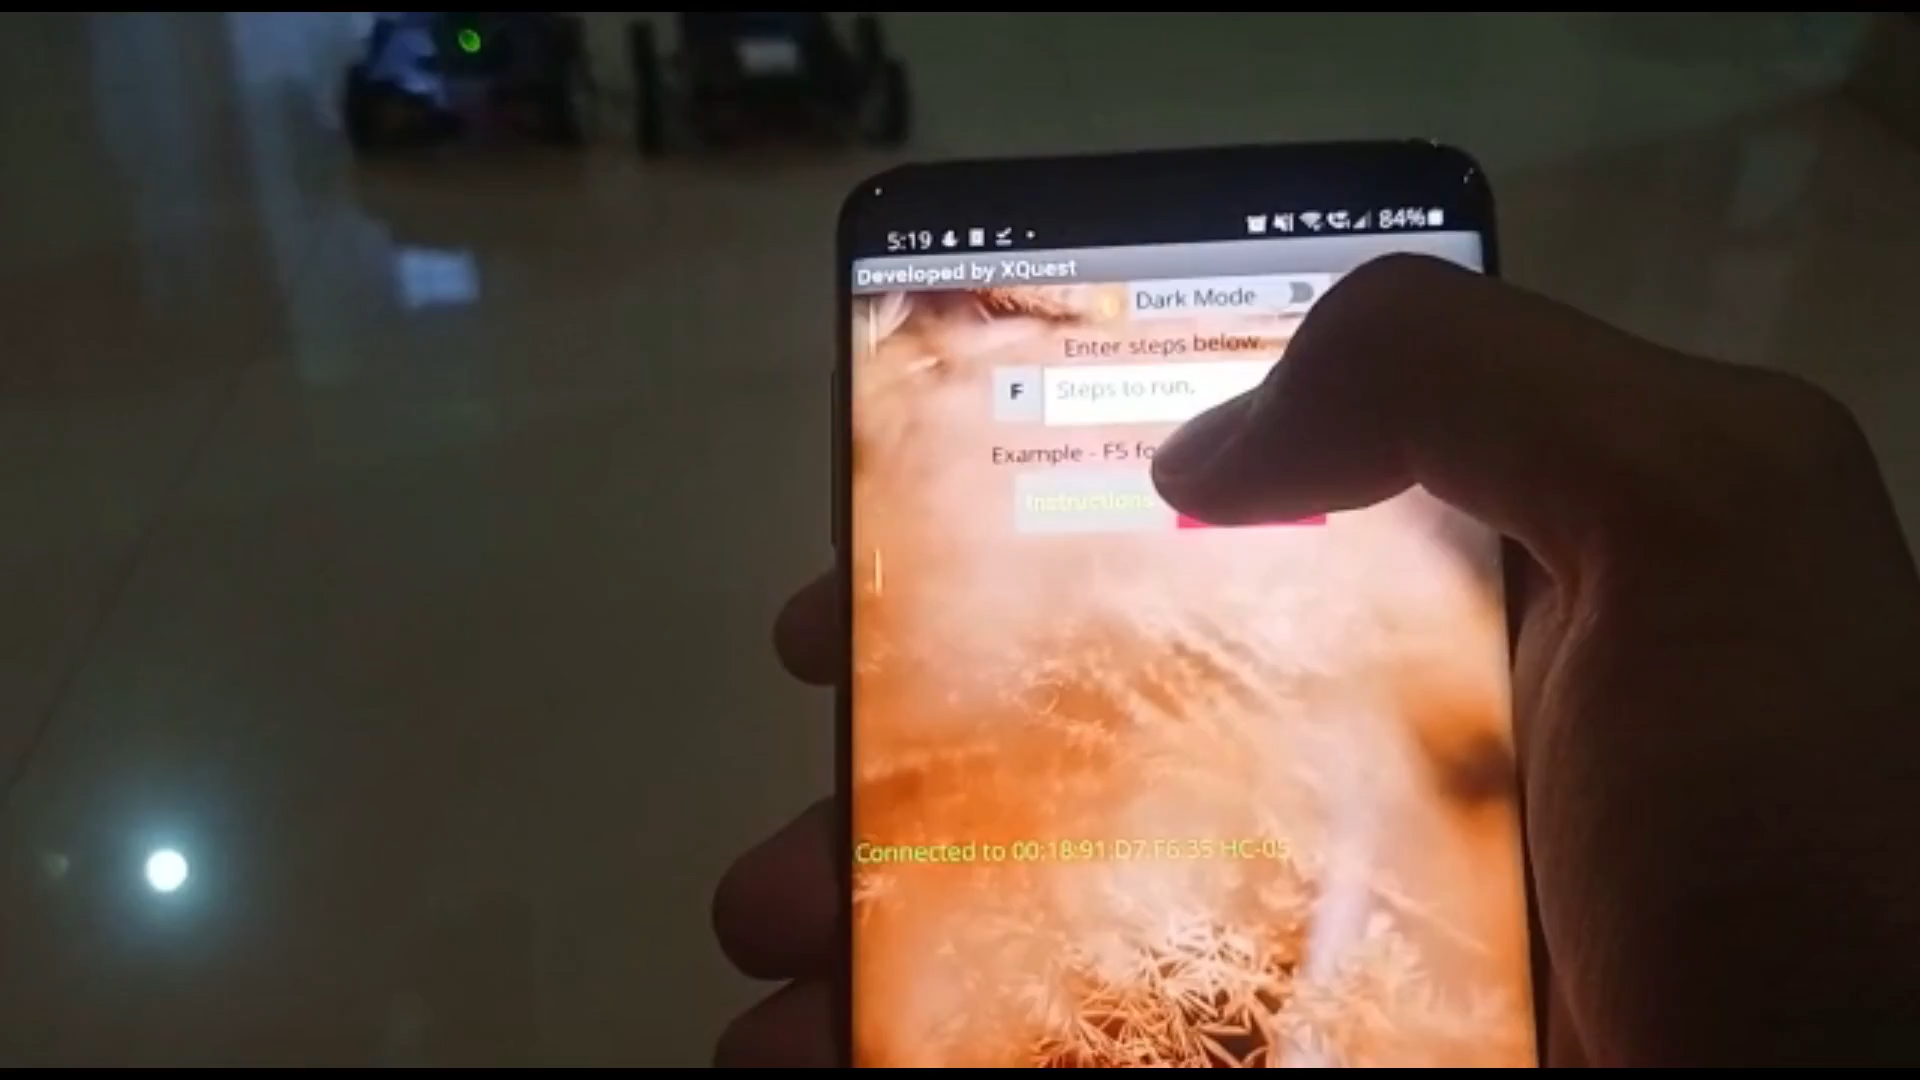 5:19 84%
Developed by XQuest
Dark Mode
Enter steps below.
F Steps to run.
Example - F5 fo
Instructions
Connected to 00:18:91:D7:F6:35 HC-05